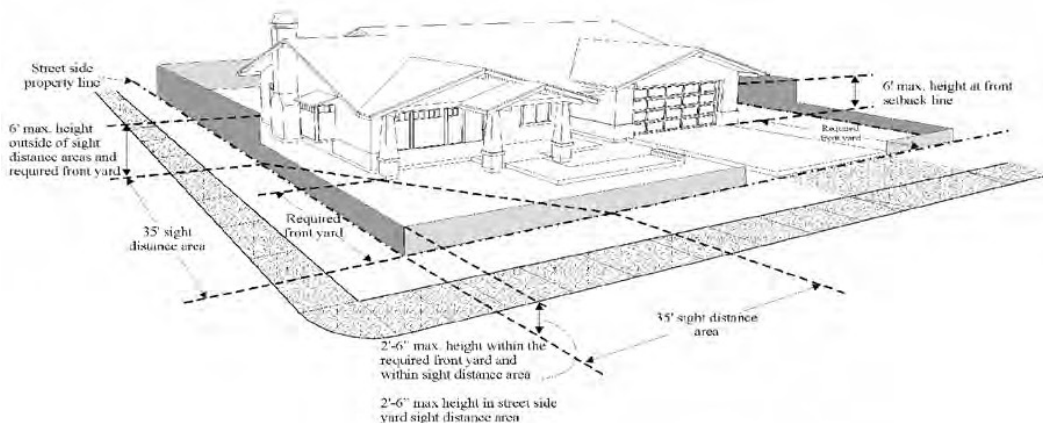 Street side
property line
6' max. height
outside of sight
distance areas and
required front yard
35' sight
distance area
Required
front yard
6' max. height at front
setback line
Required
front yard
35' sight distance
area
2'-6" max. height within the
required front yard and
within sight distance area
2'-6" max height in street side
yard sight distance area